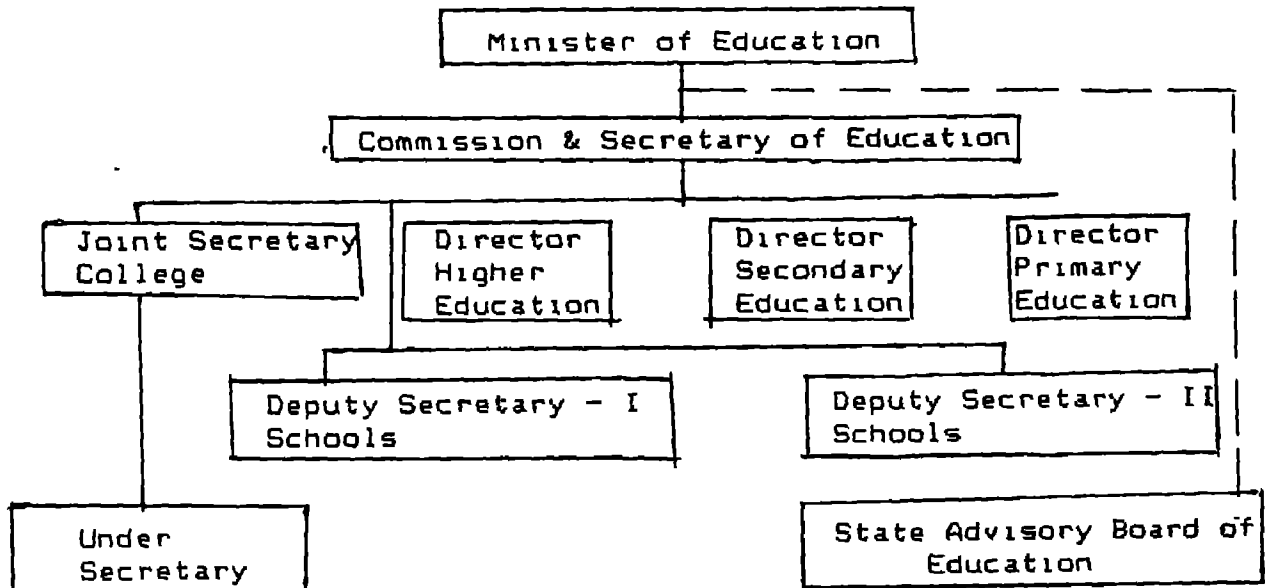 Minister of Education
Commission & Secretary of Education
Joint Secretary
College
Director
Higher
Education
Director
Secondary
Education
Director
Primary
Education
Deputy Secretary - I
Schools
Deputy Secretary - II
Schools
Under
Secretary
State Advisory Board of
Education